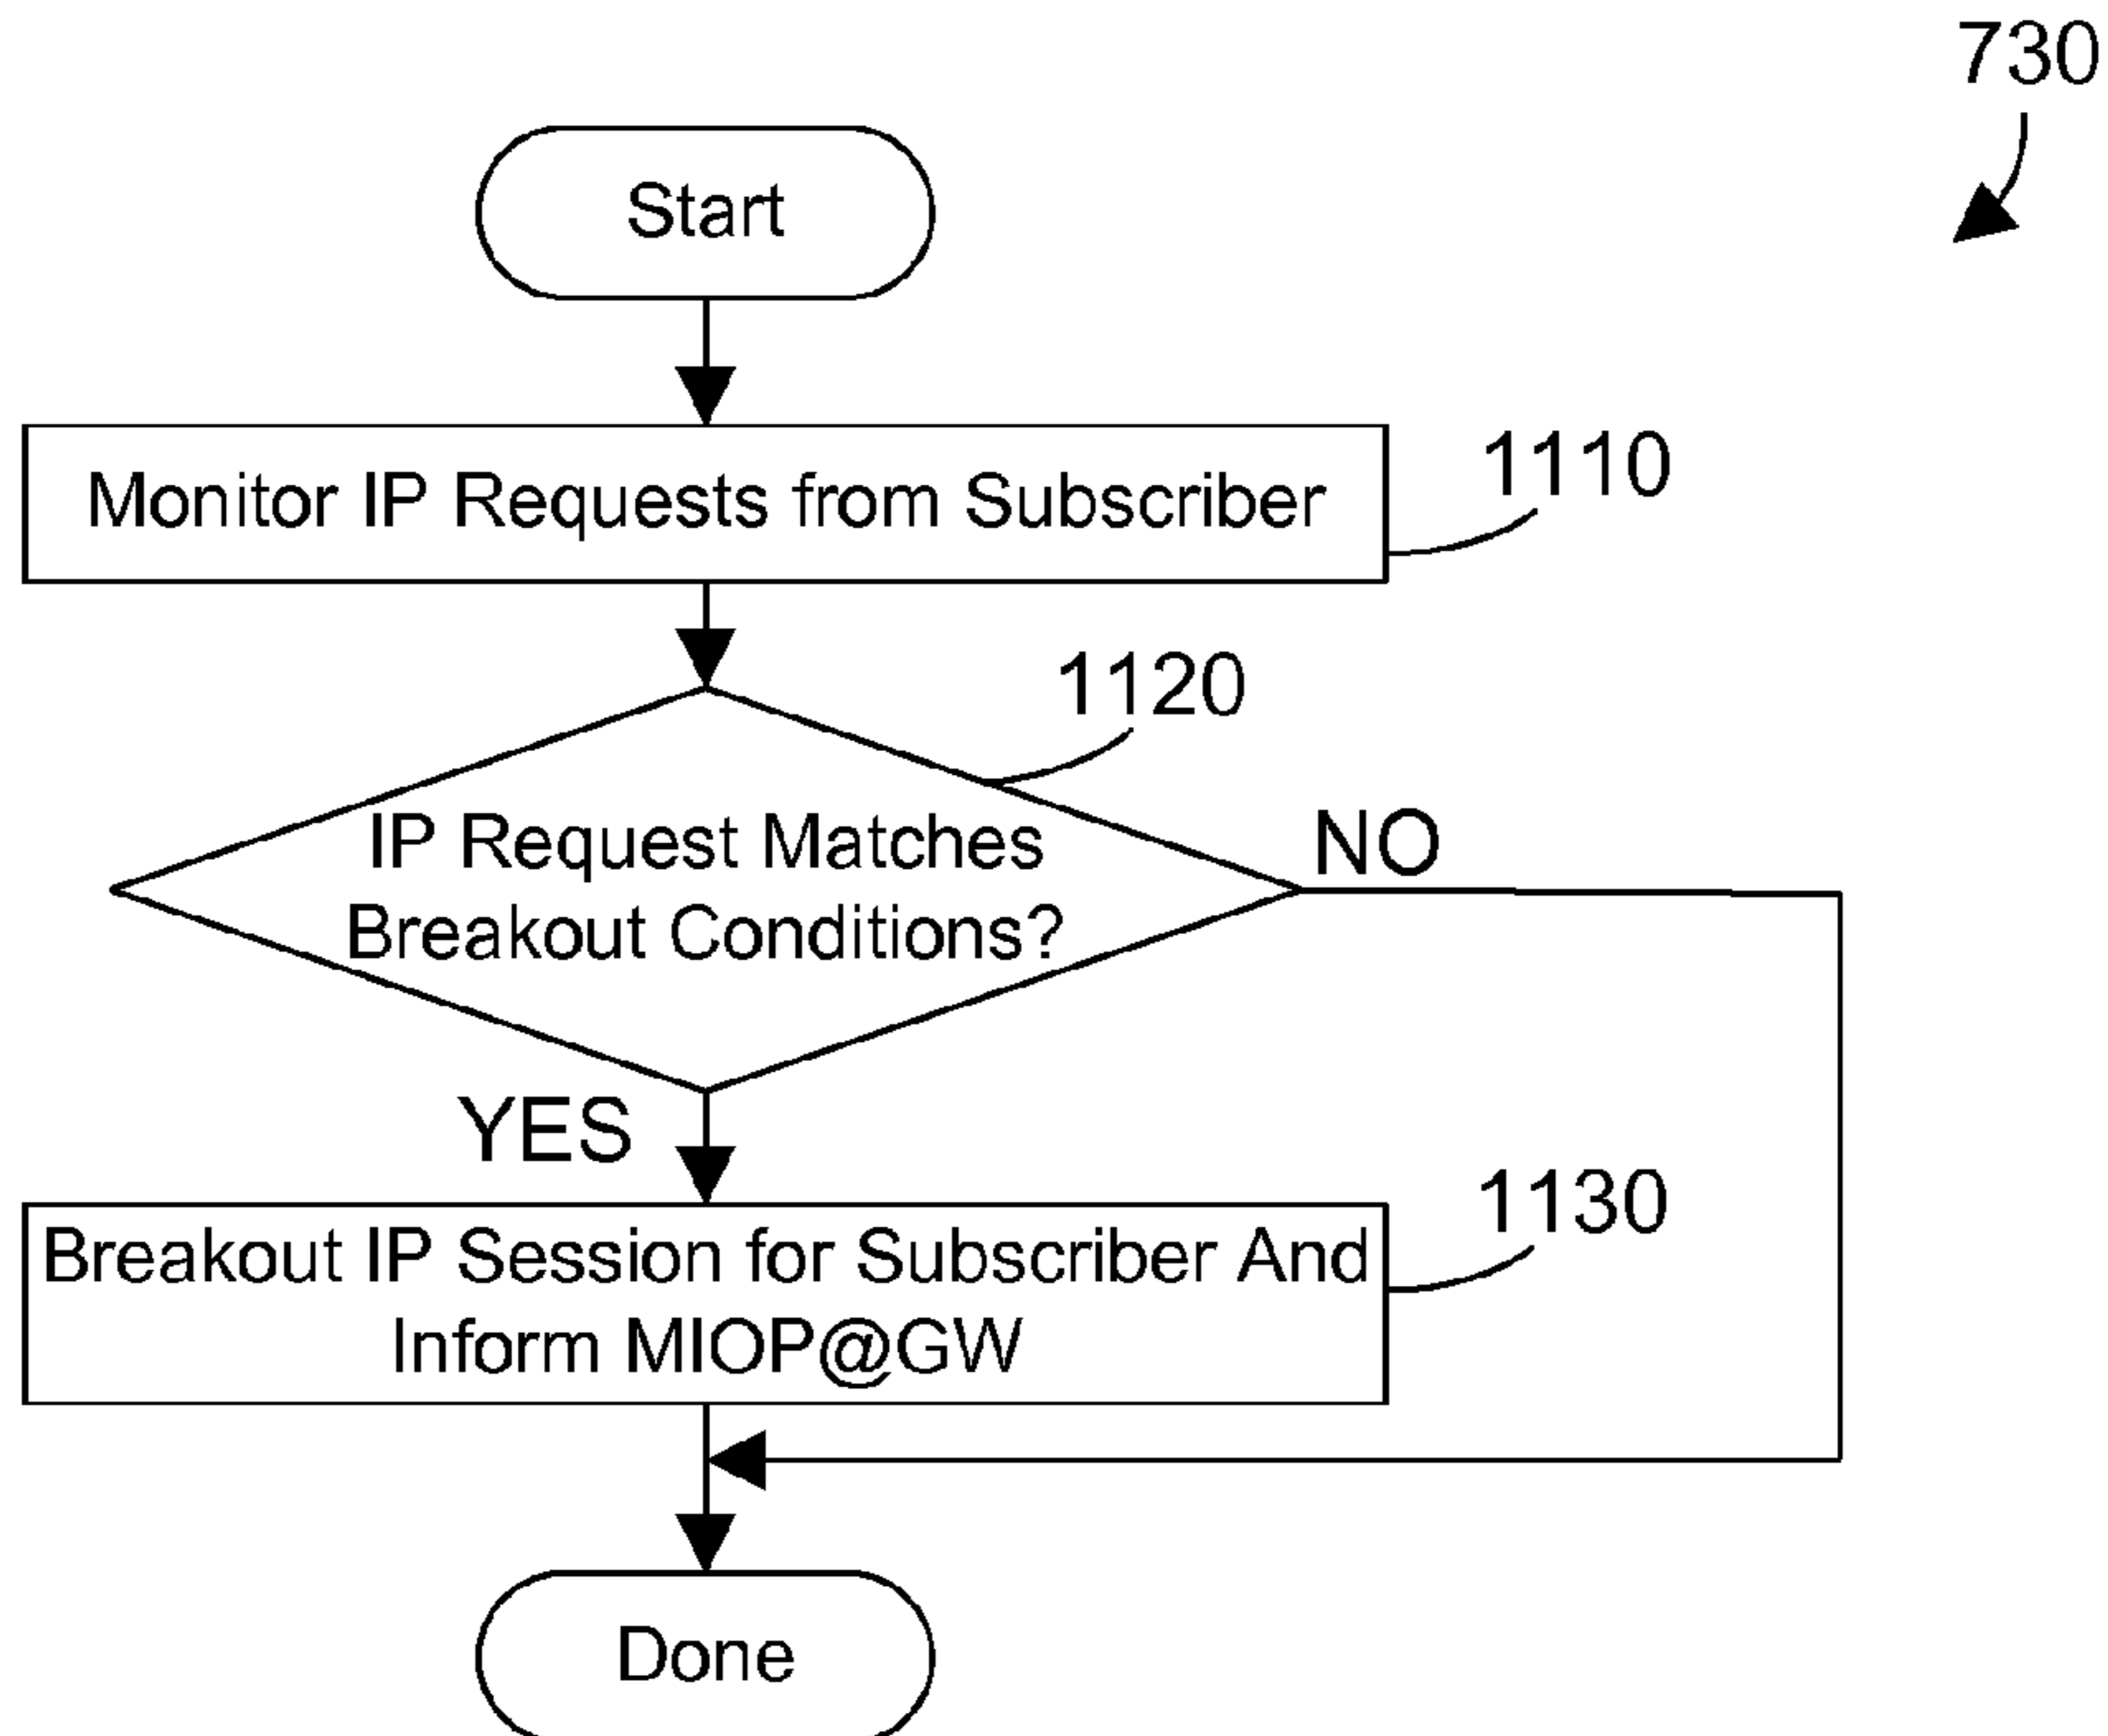 730
Start
Monitor IP Requests from Subscriber
1110
1120
IP Request Matches
Breakout Conditions?
NO
YES
1130
Breakout IP Session for Subscriber And
Inform MIOP@GW
Done